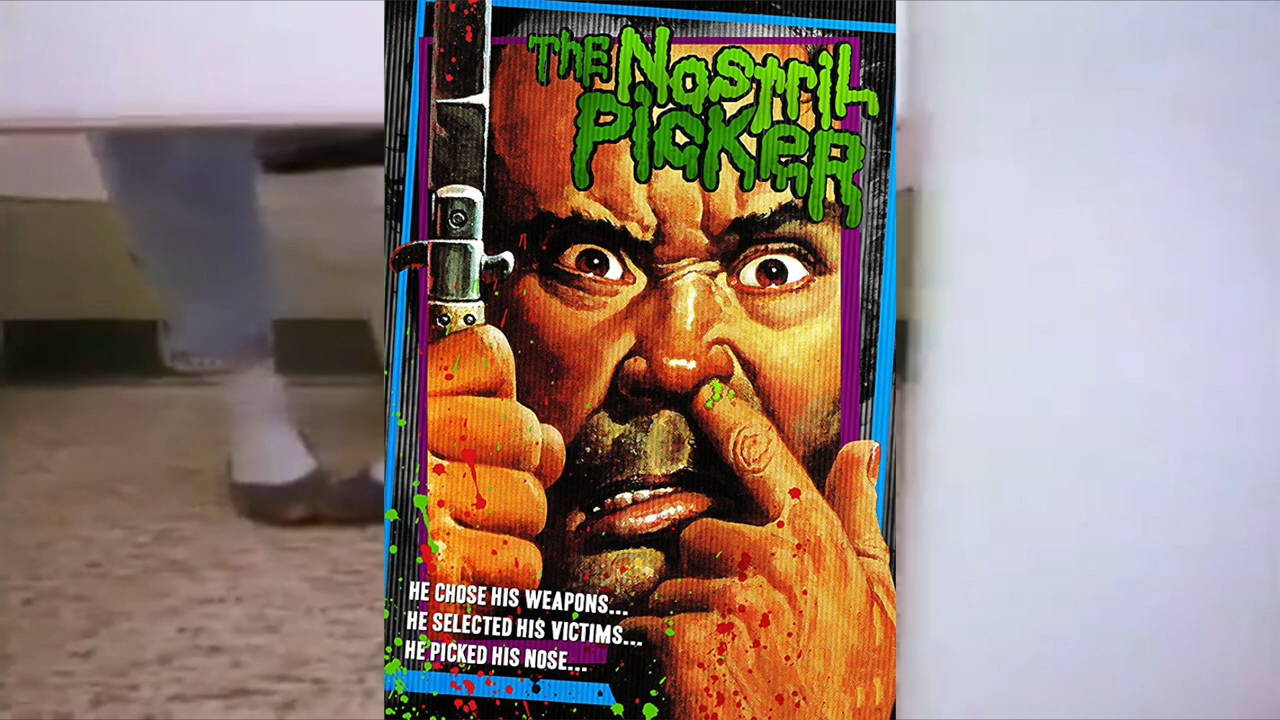 The Nostril
Picker
HE CHOSE HIS WEAPONS...
HE SELECTED HIS VICTIMS...
HE PICKED HIS NOSE...